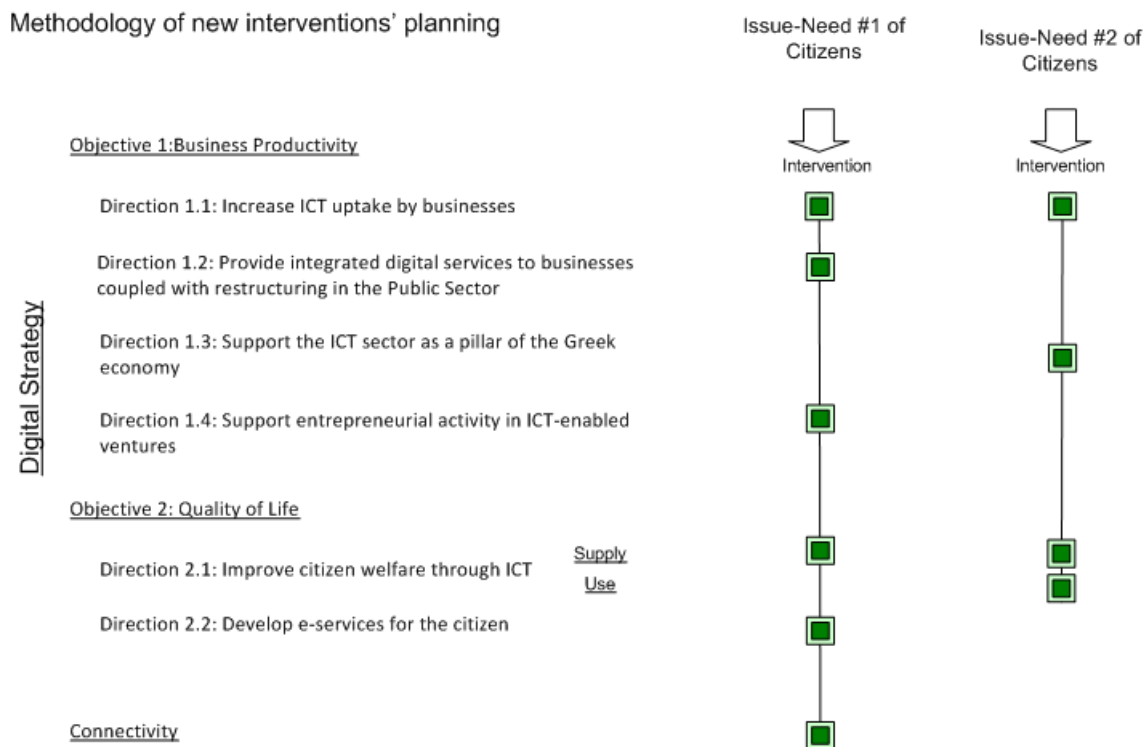 Methodology of new interventions' planning
Issue-Need #1 of
Citizens
Issue-Need #2 of
Citizens
Intervention
Intervention
Digital Strategy
Objective 1:Business Productivity
Direction 1.1: Increase ICT uptake by businesses
Direction 1.2: Provide integrated digital services to businesses
coupled with restructuring in the Public Sector
Direction 1.3: Support the ICT sector as a pillar of the Greek
economy
Direction 1.4: Support entrepreneurial activity in ICT-enabled
ventures
Objective 2: Quality of Life
Direction 2.1: Improve citizen welfare through ICT
Supply
Use
Direction 2.2: Develop e-services for the citizen
Connectivity